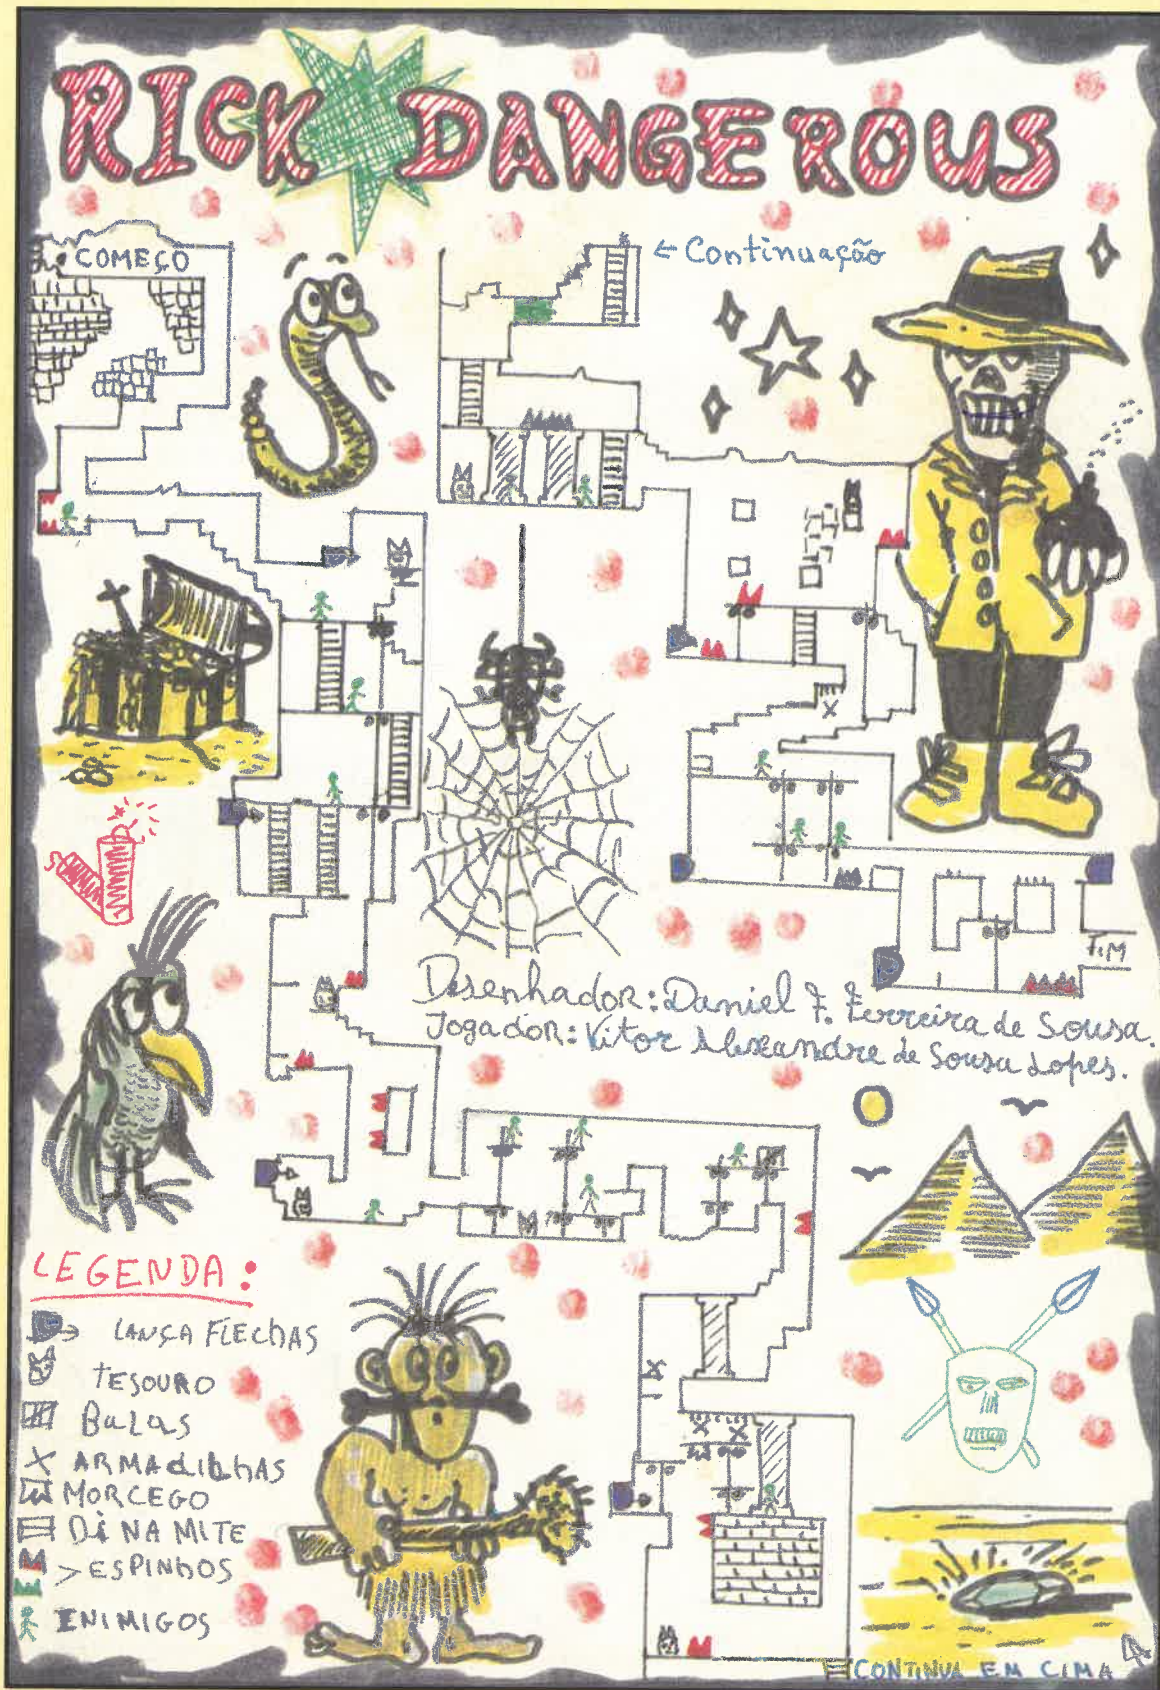 RICK DANGEROUS
COMEÇO
← Continuação
FIM
Desenhador: Daniel F. F. Ferreira de Sousa.
Jogador: Vitor Alexandre de Sousa Lopes.
LEGENDA:
LANÇA FLECHAS
TESOURO
BALAS
ARMADILHAS
MORCEGO
DINAMITE
> ESPINHOS
ENIMIGOS
CONTINUA EM CIMA